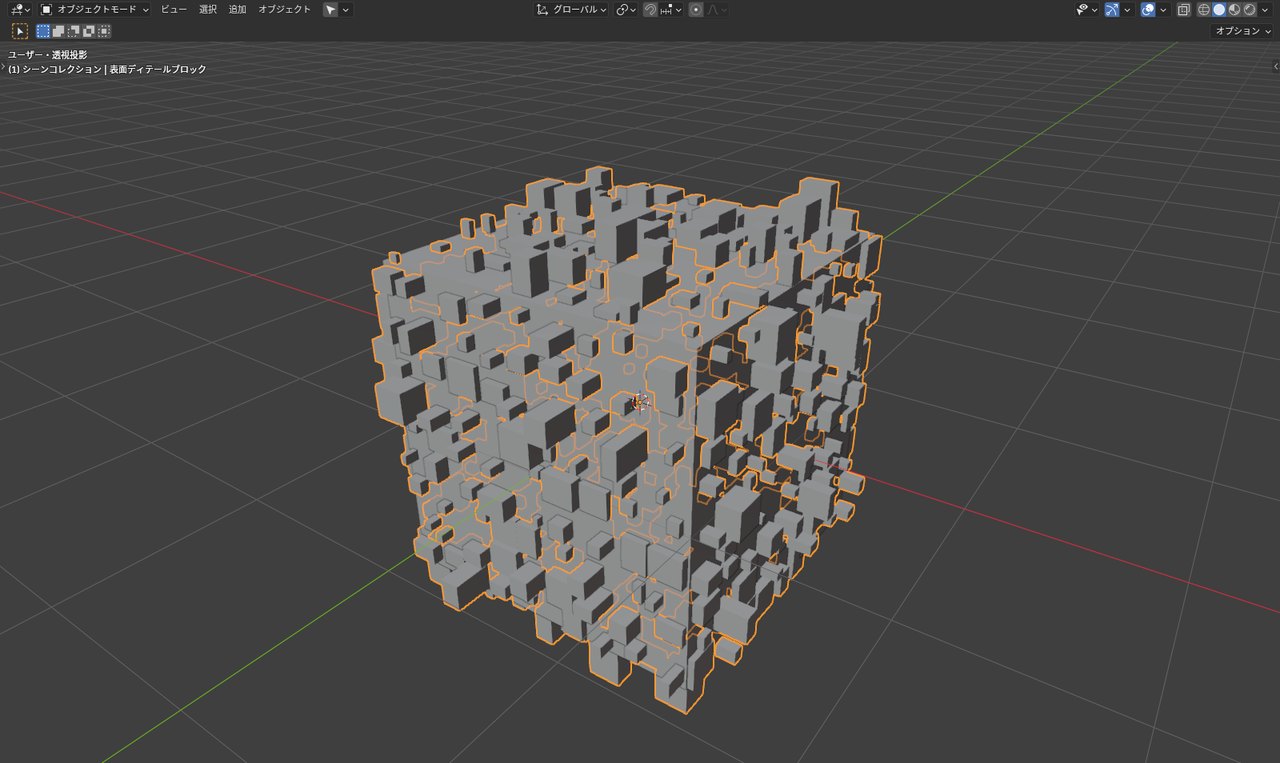 オブジェクトモード ビュー 選択 追加 オブジェクト グローバル
オプション
ユーザー・透視投影
(1) シーンコレクション | 表面ディテールブロック